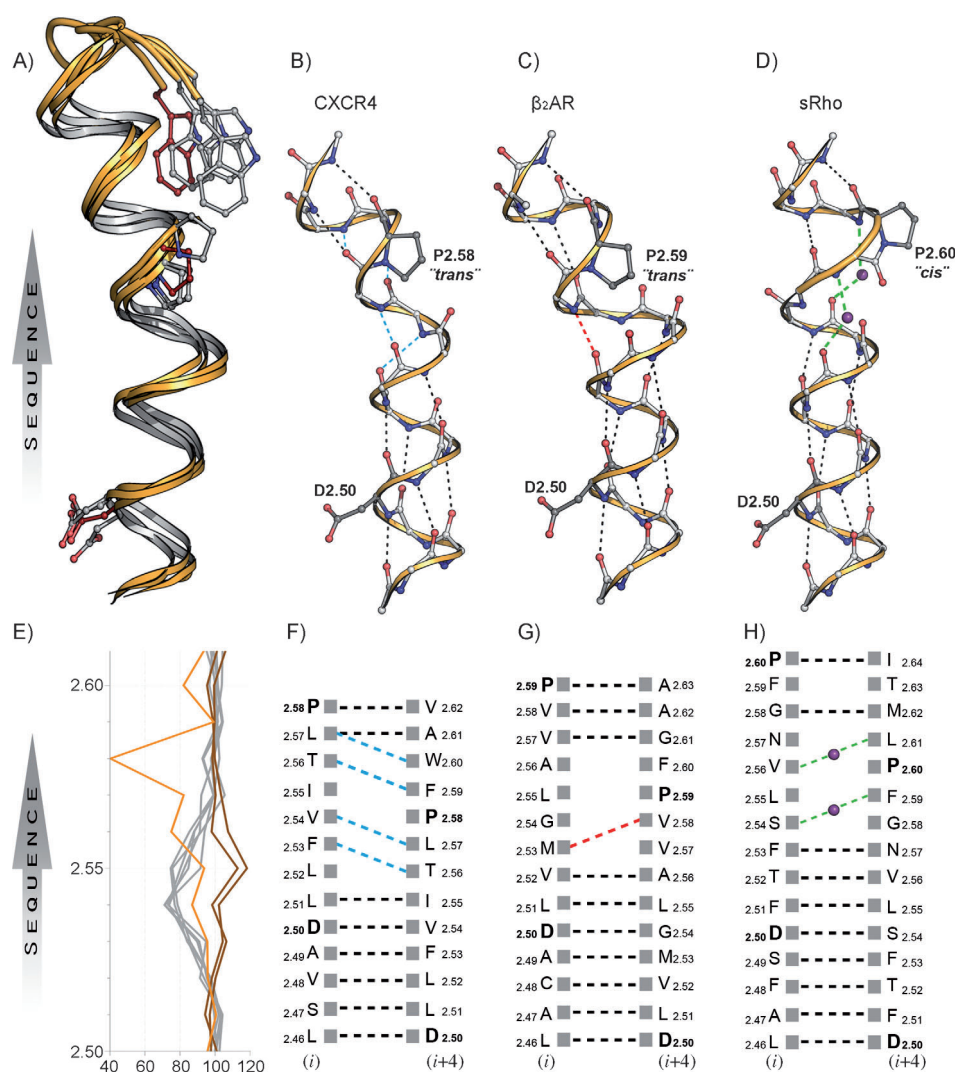 A)
B)
C)
D)
CXCR4
β₂AR
sRho
P2.58
"trans"
P2.59
"trans"
P2.60
"cis"
D2.50
D2.50
D2.50
SEQUENCE
E)
F)
G)
H)
SEQUENCE
2.60
2.55
2.50
40 60 80 100 120
2.58 P V 2.62
2.57 L A 2.61
2.56 T W 2.60
2.55 I F 2.59
2.54 V P 2.58
2.53 F L 2.57
2.52 L T 2.56
2.51 L I 2.55
2.50 D V 2.54
2.49 A F 2.53
2.48 V L 2.52
2.47 S L 2.51
2.46 L D 2.50
(i) (i+4)
2.59 P A 2.63
2.58 V A 2.62
2.57 V G 2.61
2.56 A F 2.60
2.55 L P 2.59
2.54 G V 2.58
2.53 M V 2.57
2.52 V A 2.56
2.51 L L 2.55
2.50 D G 2.54
2.49 A M 2.53
2.48 C V 2.52
2.47 A L 2.51
2.46 L D 2.50
(i) (i+4)
2.60 P I 2.64
2.59 F T 2.63
2.58 G M 2.62
2.57 N L 2.61
2.56 V P 2.60
2.55 L F 2.59
2.54 S G 2.58
2.53 F N 2.57
2.52 T V 2.56
2.51 F L 2.55
2.50 D S 2.54
2.49 S F 2.53
2.48 F T 2.52
2.47 A F 2.51
2.46 L D 2.50
(i) (i+4)